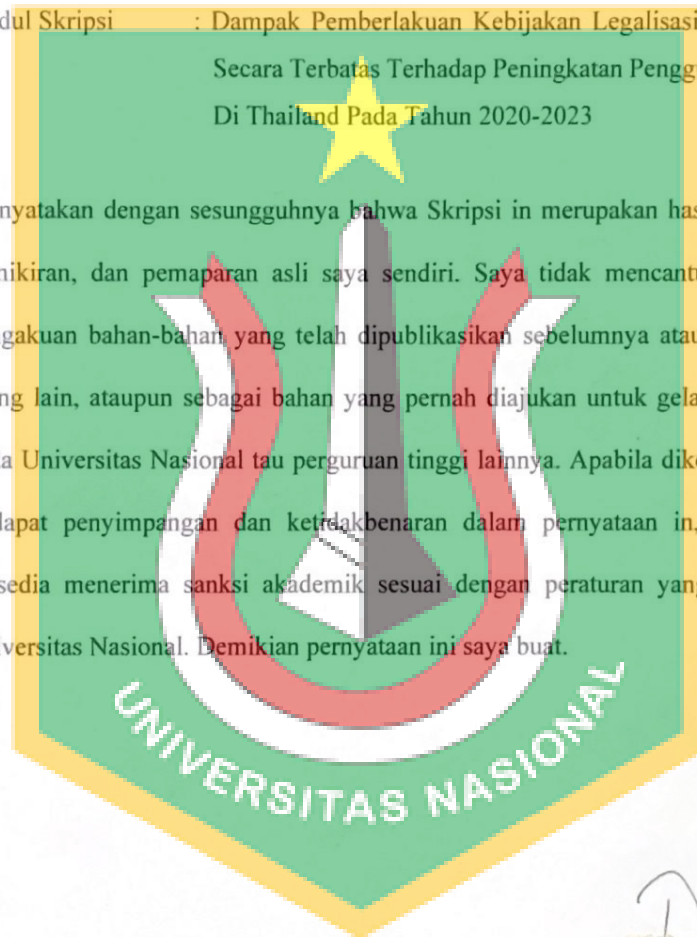 dul Skripsi : Dampak Pemberlakuan Kebijakan Legalisasi
Secara Terbatas Terhadap Peningkatan Pengg
Di Thailand Pada Tahun 2020-2023
nyatakan dengan sesungguhnya bahwa Skripsi in merupakan has
nikiran, dan pemaparan asli saya sendiri. Saya tidak mencantu
gakuan bahan-bahan yang telah dipublikasikan sebelumnya atau
ng lain, ataupun sebagai bahan yang pernah diajukan untuk gela
a Universitas Nasional tau perguruan tinggi lainnya. Apabila dike
dapat penyimpangan dan ketidakbenaran dalam pernyataan in,
sedia menerima sanksi akademik sesuai dengan peraturan yang
iversitas Nasional. Demikian pernyataan ini saya buat.
UNIVERSITAS NASIONAL